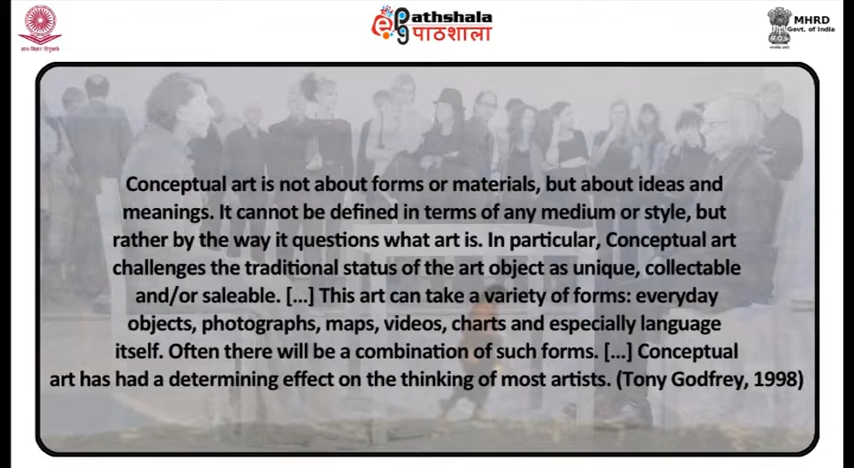 Pathshala
पाठशाला
MHRD
Govt. of India
Conceptual art is not about forms or materials, but about ideas and
meanings. It cannot be defined in terms of any medium or style, but
rather by the way it questions what art is. In particular, Conceptual art
challenges the traditional status of the art object as unique, collectable
and/or saleable. [...] This art can take a variety of forms: everyday
objects, photographs, maps, videos, charts and especially language
itself. Often there will be a combination of such forms. [...] Conceptual
art has had a determining effect on the thinking of most artists. (Tony Godfrey, 1998)